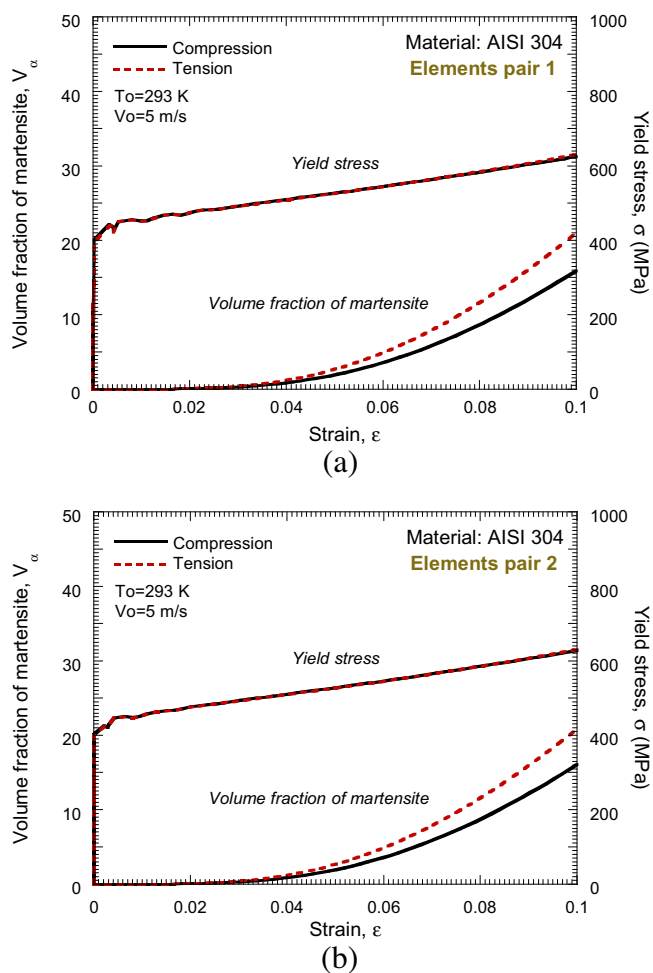 50
1000
Compression
Material: AISI 304
Tension
Elements pair 1
40
800
To=293 K
Vo=5 m/s
Yield stress
30
600
20
400
Volume fraction of martensite
10
200
0
0
0
0.02
0.04
0.06
0.08
0.1
Volume fraction of martensite, Vα
Yield stress, σ (MPa)
Strain, ε
(a)
50
1000
Compression
Material: AISI 304
Tension
Elements pair 2
40
800
To=293 K
Vo=5 m/s
Yield stress
30
600
20
400
Volume fraction of martensite
10
200
0
0
0
0.02
0.04
0.06
0.08
0.1
Volume fraction of martensite, Vα
Yield stress, σ (MPa)
Strain, ε
(b)